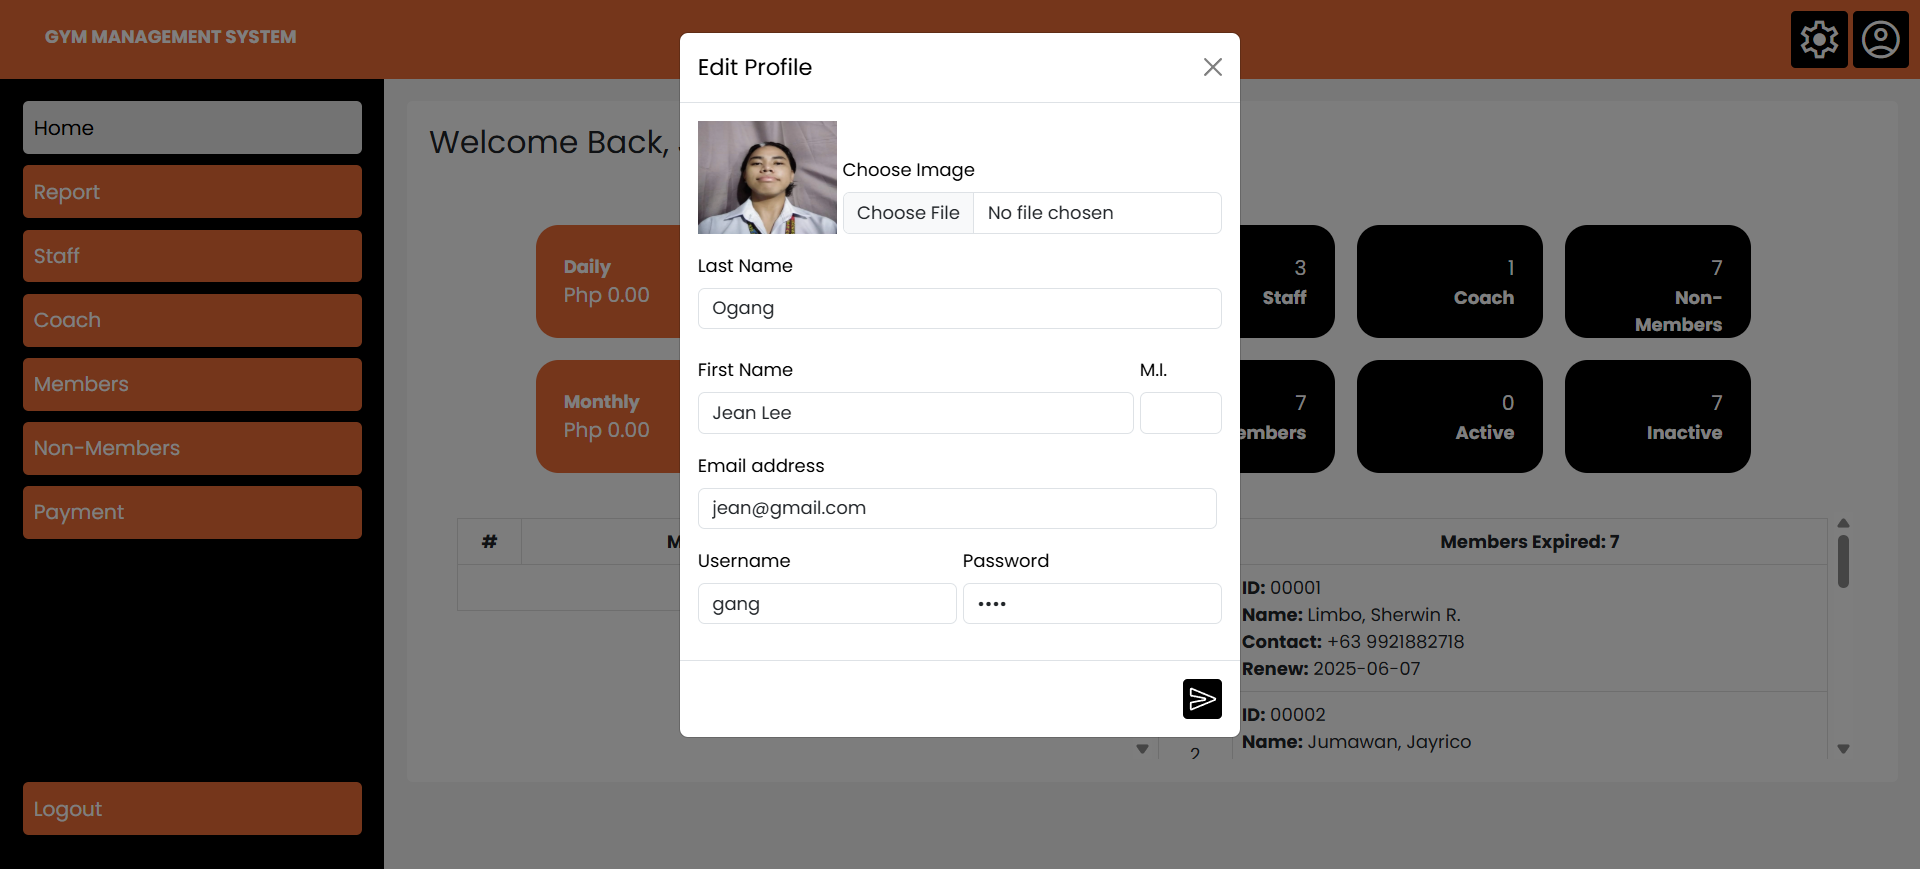 GYM MANAGEMENT SYSTEM
Home
Report
Staff
Coach
Members
Non-Members
Payment
Logout
Welcome Back,
Daily
Php 0.00
Monthly
Php 0.00
3
Staff
1
Coach
7
Non-
Members
7
embers
0
Active
7
Inactive
#
M
Members Expired: 7
ID: 00001
Name: Limbo, Sherwin R.
Contact: +63 9921882718
Renew: 2025-06-07
2
ID: 00002
Name: Jumawan, Jayrico
Edit Profile
Choose Image
Choose File No file chosen
Last Name
Ogang
First Name M.I.
Jean Lee
Email address
jean@gmail.com
Username Password
gang ••••